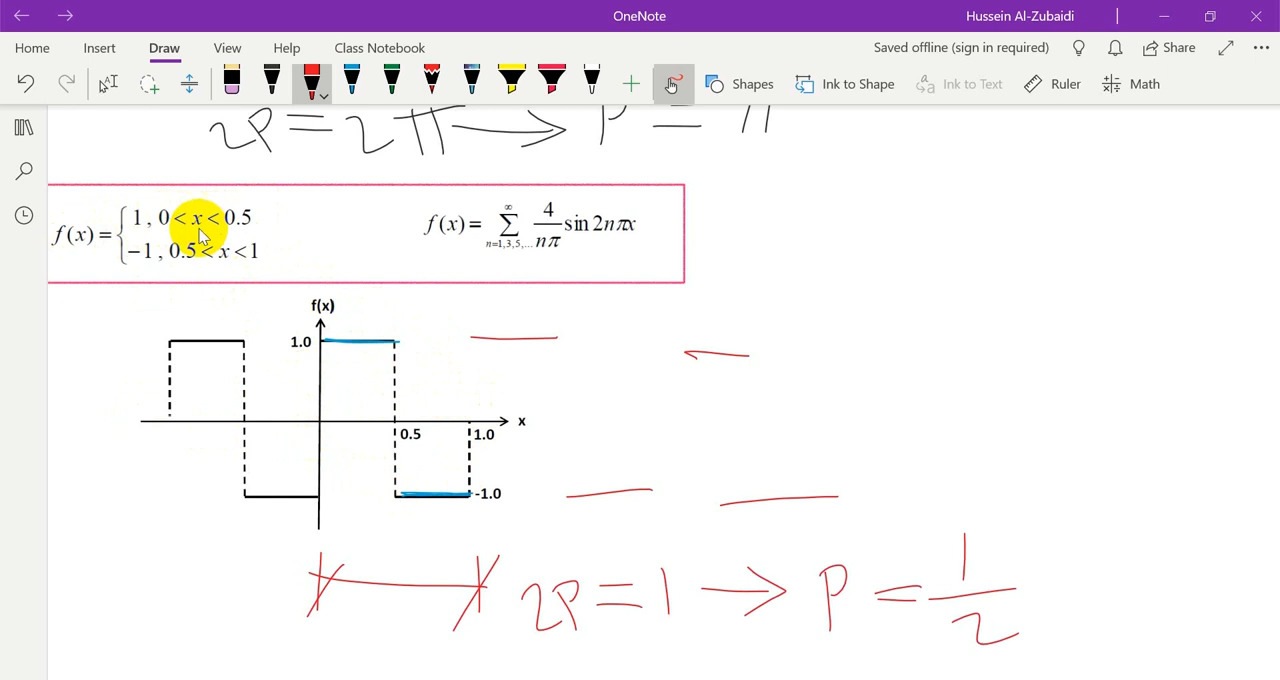 OneNote
Hussein Al-Zubaidi
Home Insert Draw View Help Class Notebook
Saved offline (sign in required)
Share
Shapes Ink to Shape Ink to Text Ruler Math
2P = 2π → P = π
f(x) = { 1 , 0 < x < 0.5
−1 , 0.5 < x < 1
f(x) = ∑ n=1,3,5,... ∞ 4/nπ sin 2nπx
f(x)
1.0
x
0.5 1.0
-1.0
2P = 1 → P = 1/2